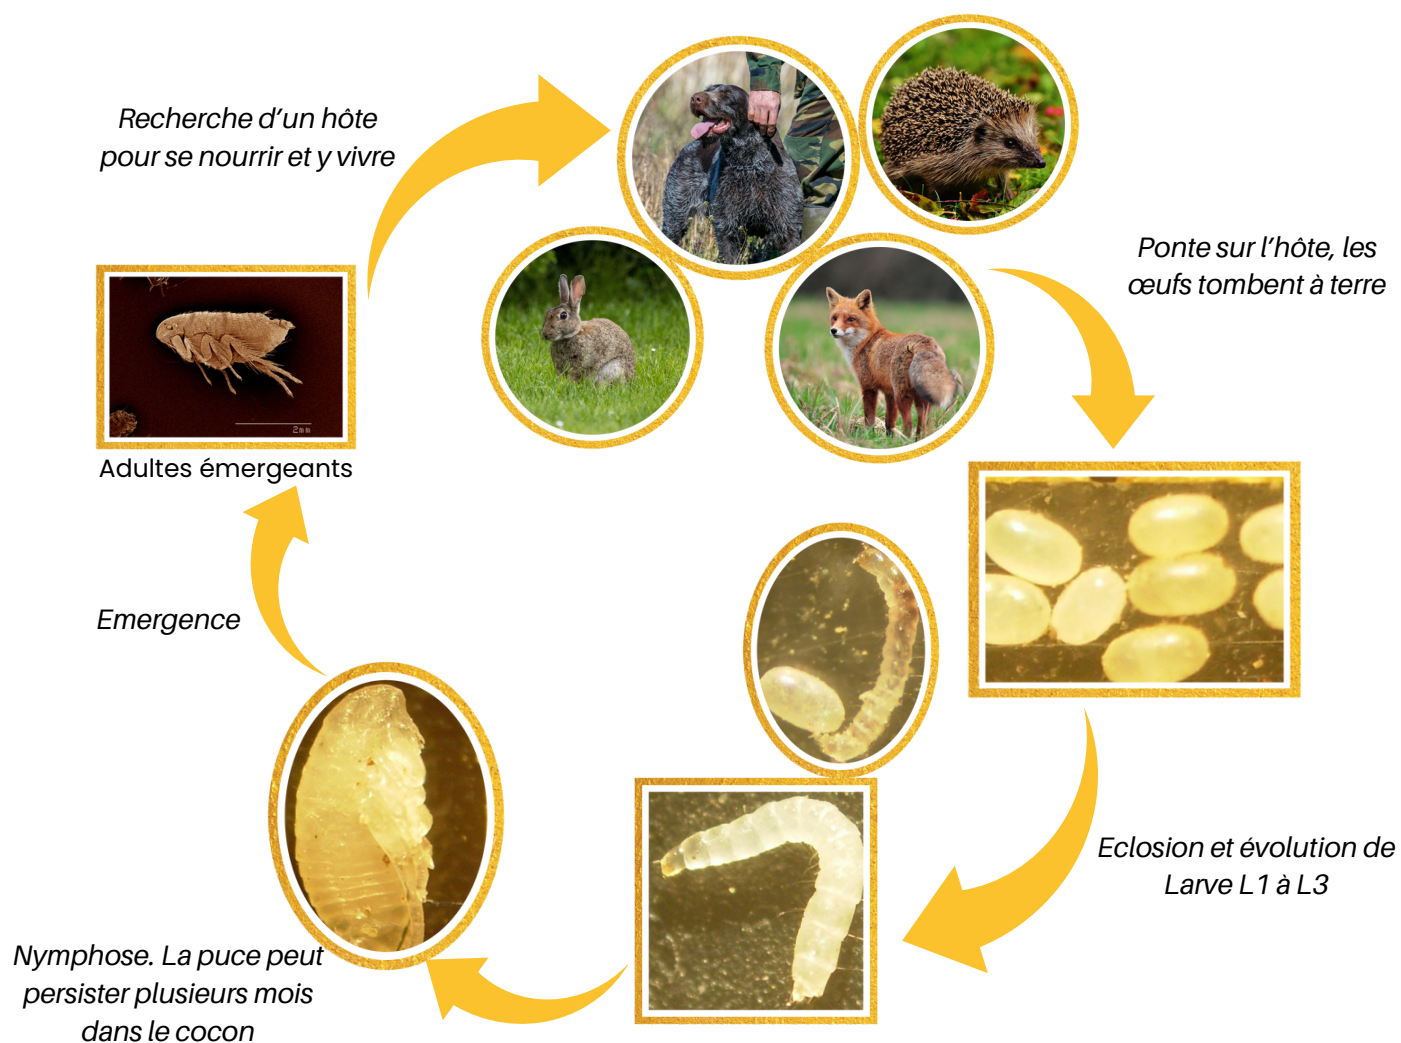 Recherche d'un hôte
pour se nourrir et y vivre
Ponte sur l'hôte, les
œufs tombent à terre
2mm
Adultes émergeants
Emergence
Eclosion et évolution de
Larve L1 à L3
Nymphose. La puce peut
persister plusieurs mois
dans le cocon